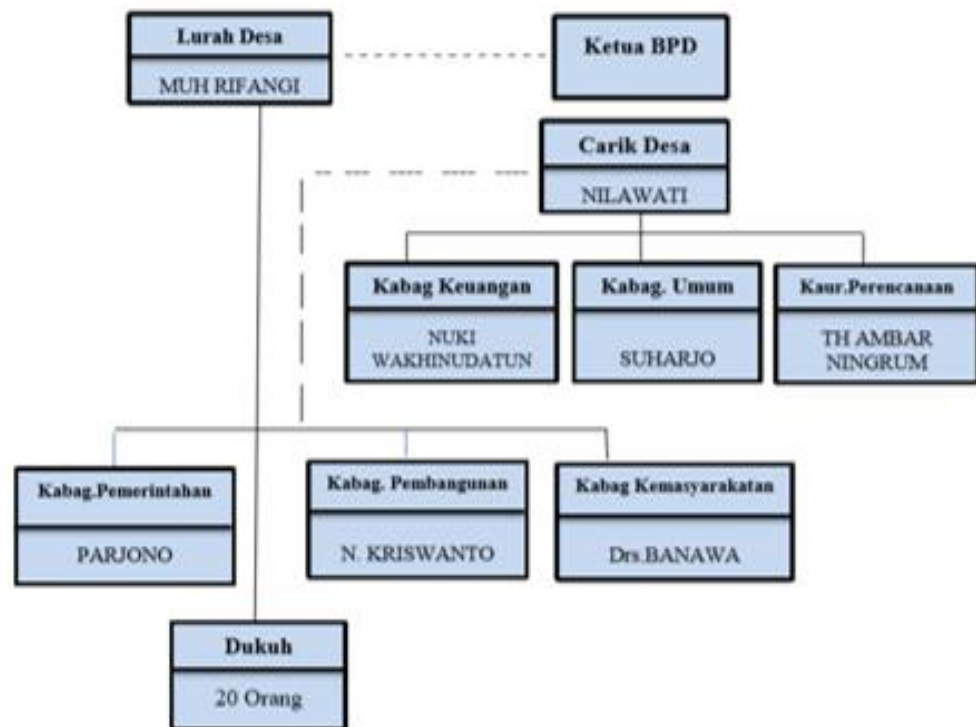 Lurah Desa
MUH RIFANGI
Ketua BPD
Carik Desa
NILAWATI
Kabag Keuangan
NUKI
WAKHINUDATUN
Kabag. Umum
SUHARJO
Kaur.Perencanaan
TH AMBAR
NINGRUM
Kabag.Pemerintahan
PARJONO
Kabag. Pembangunan
N. KRISWANTO
Kabag Kemasyarakatan
Drs.BANAWA
Dukuh
20 Orang